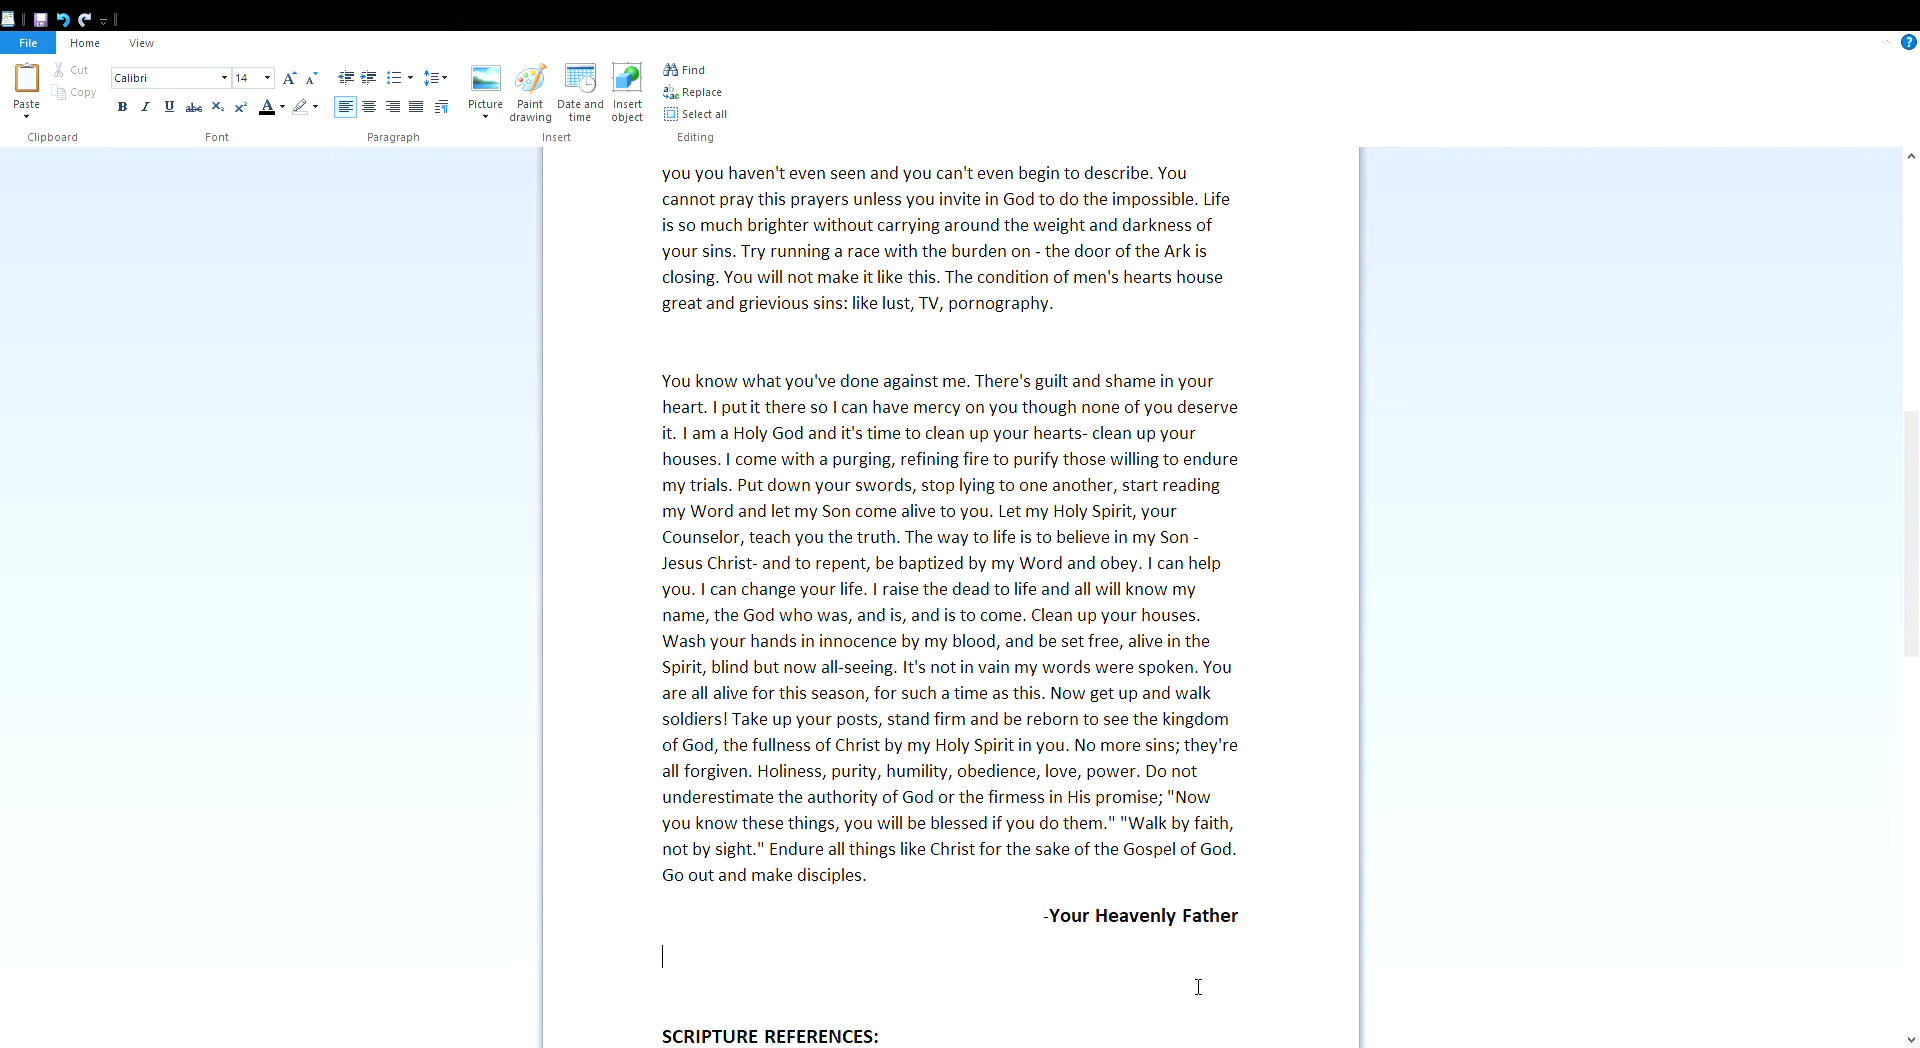 File Home View
Paste
Cut
Copy
Clipboard
Calibri 14
Font
Paragraph
Picture
Paint drawing
Date and time
Insert object
Insert
Find
Replace
Select all
Editing
you you haven't even seen and you can't even begin to describe. You
cannot pray this prayers unless you invite in God to do the impossible. Life
is so much brighter without carrying around the weight and darkness of
your sins. Try running a race with the burden on - the door of the Ark is
closing. You will not make it like this. The condition of men's hearts house
great and grievious sins: like lust, TV, pornography.
You know what you've done against me. There's guilt and shame in your
heart. I put it there so I can have mercy on you though none of you deserve
it. I am a Holy God and it's time to clean up your hearts- clean up your
houses. I come with a purging, refining fire to purify those willing to endure
my trials. Put down your swords, stop lying to one another, start reading
my Word and let my Son come alive to you. Let my Holy Spirit, your
Counselor, teach you the truth. The way to life is to believe in my Son -
Jesus Christ- and to repent, be baptized by my Word and obey. I can help
you. I can change your life. I raise the dead to life and all will know my
name, the God who was, and is, and is to come. Clean up your houses.
Wash your hands in innocence by my blood, and be set free, alive in the
Spirit, blind but now all-seeing. It's not in vain my words were spoken. You
are all alive for this season, for such a time as this. Now get up and walk
soldiers! Take up your posts, stand firm and be reborn to see the kingdom
of God, the fullness of Christ by my Holy Spirit in you. No more sins; they're
all forgiven. Holiness, purity, humility, obedience, love, power. Do not
underestimate the authority of God or the firmess in His promise; "Now
you know these things, you will be blessed if you do them." "Walk by faith,
not by sight." Endure all things like Christ for the sake of the Gospel of God.
Go out and make disciples.
-Your Heavenly Father
SCRIPTURE REFERENCES: